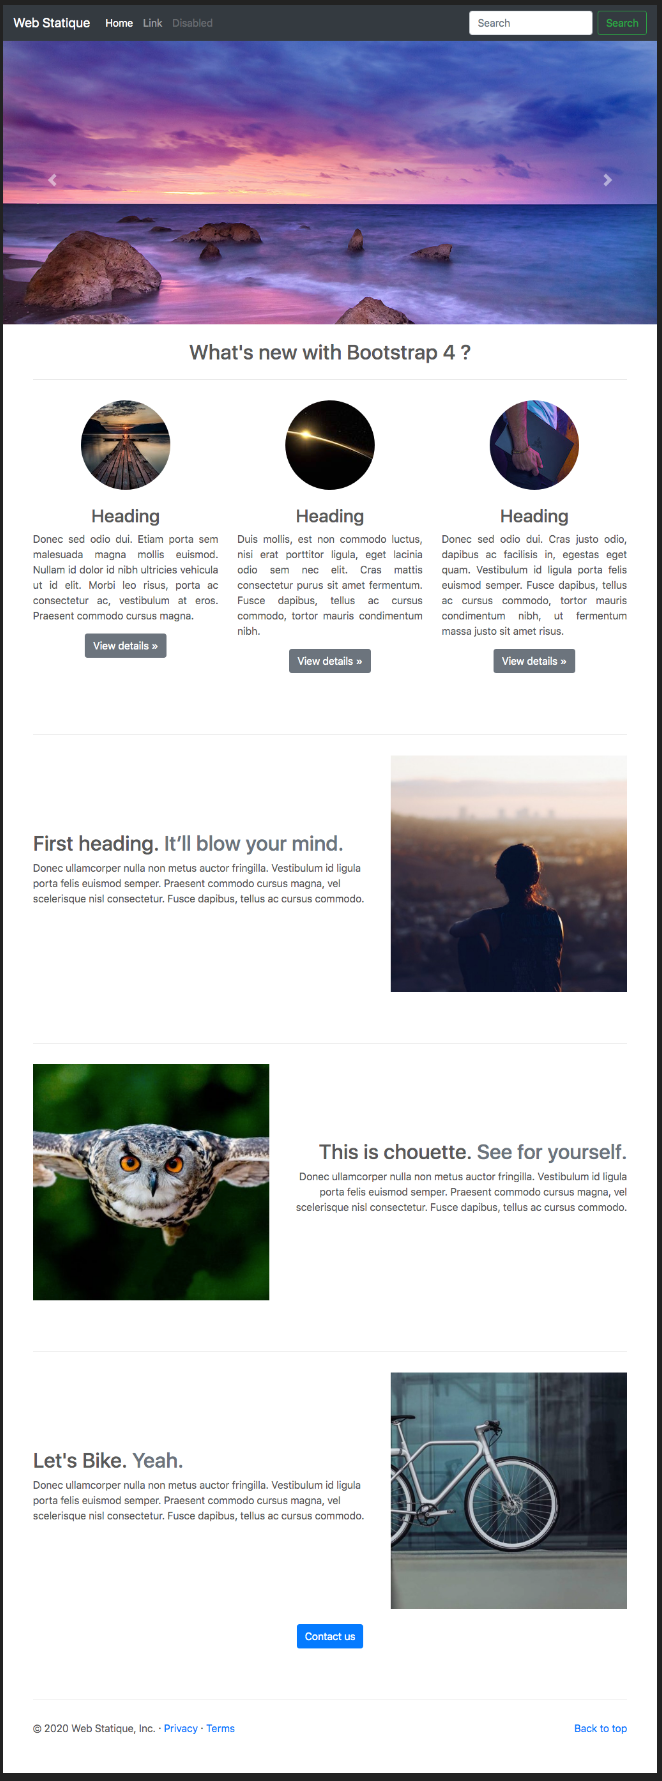 Web Statique Home Link Disabled Search Search
What's new with Bootstrap 4 ?
Heading
Donec sed odio dui. Etiam porta sem
malesuada magna mollis euismod.
Nullam id dolor id nibh ultricies vehicula
ut id elit. Morbi leo risus, porta ac
consectetur ac, vestibulum at eros.
Praesent commodo cursus magna.
View details »
Heading
Duis mollis, est non commodo luctus,
nisi erat porttitor ligula, eget lacinia
odio sem nec elit. Cras mattis
consectetur purus sit amet fermentum.
Fusce dapibus, tellus ac cursus
commodo, tortor mauris condimentum
nibh.
View details »
Heading
Donec sed odio dui. Cras justo odio,
dapibus ac facilisis in, egestas eget
quam. Vestibulum id ligula porta felis
euismod semper. Fusce dapibus, tellus
ac cursus commodo, tortor mauris
condimentum nibh, ut fermentum
massa justo sit amet risus.
View details »
First heading. It’ll blow your mind.
Donec ullamcorper nulla non metus auctor fringilla. Vestibulum id ligula
porta felis euismod semper. Praesent commodo cursus magna, vel
scelerisque nisl consectetur. Fusce dapibus, tellus ac cursus commodo.
This is chouette. See for yourself.
Donec ullamcorper nulla non metus auctor fringilla. Vestibulum id ligula
porta felis euismod semper. Praesent commodo cursus magna, vel
scelerisque nisl consectetur. Fusce dapibus, tellus ac cursus commodo.
Let's Bike. Yeah.
Donec ullamcorper nulla non metus auctor fringilla. Vestibulum id ligula
porta felis euismod semper. Praesent commodo cursus magna, vel
scelerisque nisl consectetur. Fusce dapibus, tellus ac cursus commodo.
Contact us
© 2020 Web Statique, Inc. · Privacy · Terms Back to top